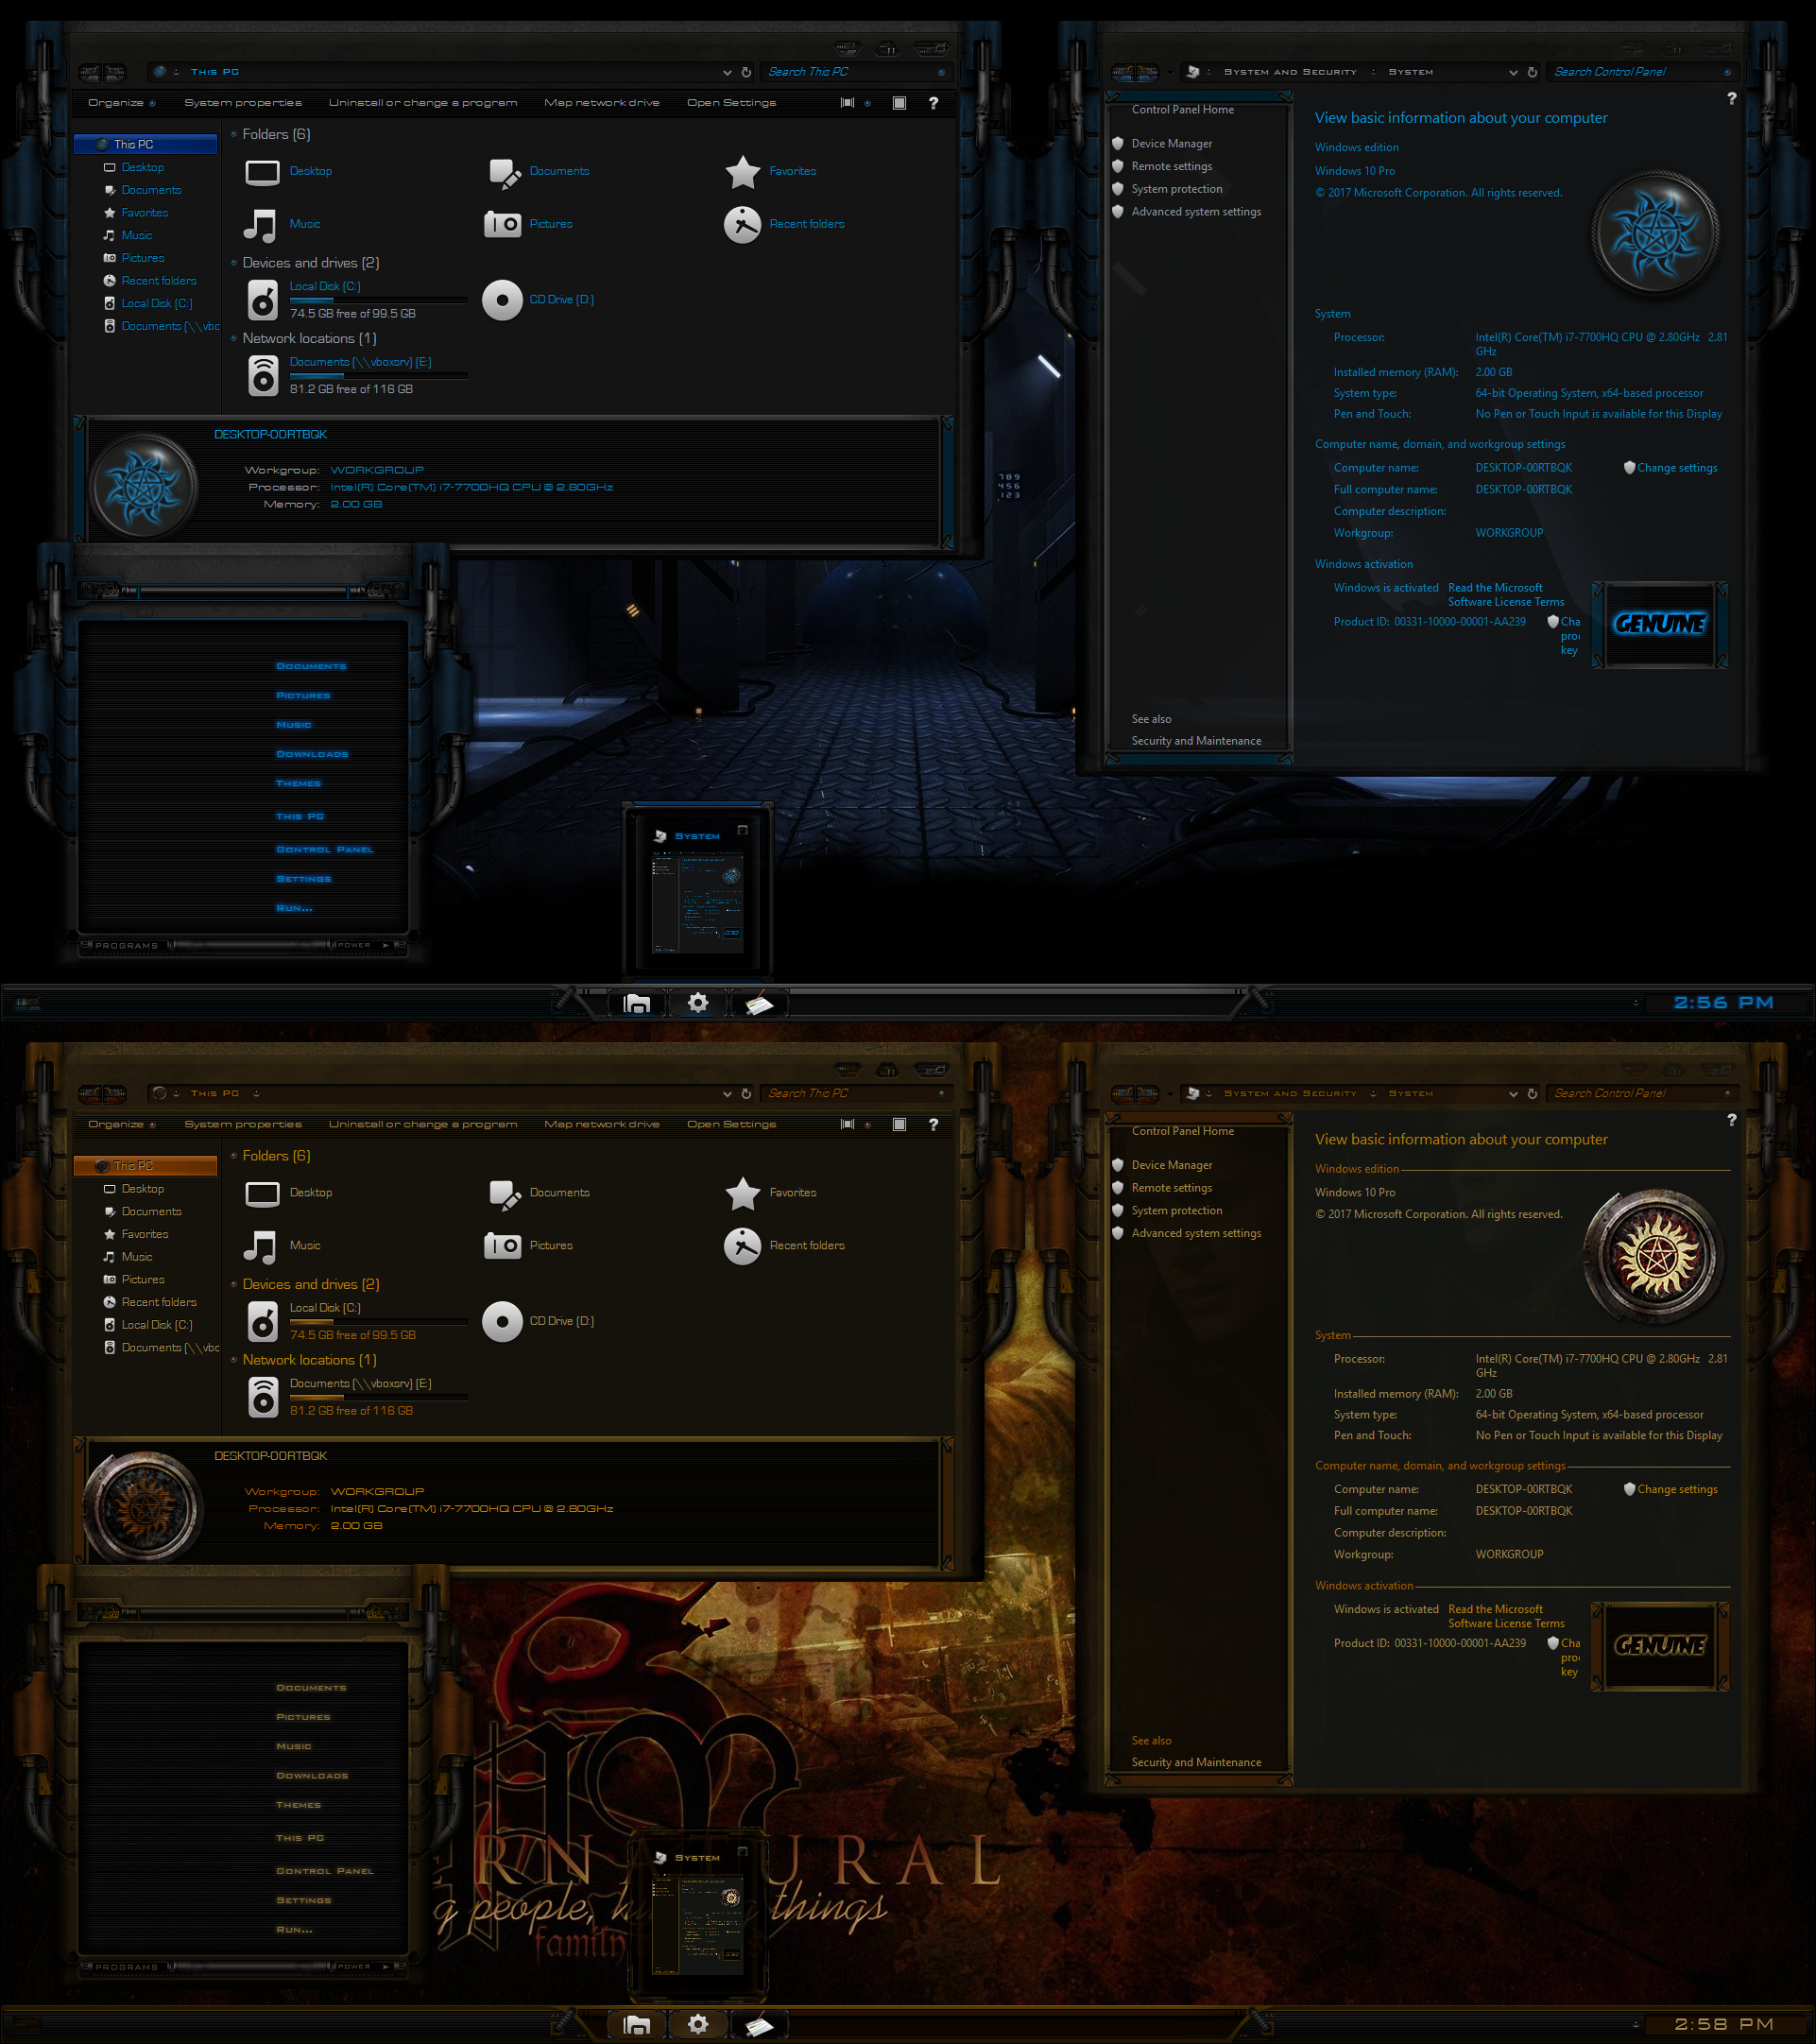 This PC
Search This PC
Organize
System properties
Uninstall or change a program
Map network drive
Open Settings
?
This PC
Desktop
Documents
Favorites
Music
Pictures
Recent folders
Local Disk (C:)
Documents (\\vbo
Folders (6)
Desktop
Documents
Favorites
Music
Pictures
Recent folders
Devices and drives (2)
Local Disk (C:)
74.5 GB free of 99.5 GB
CD Drive (D:)
Network locations (1)
Documents (\\vboxsrv) (E:)
81.2 GB free of 116 GB
DESKTOP-00RTBQK
Workgroup: WORKGROUP
Processor: Intel(R) Core(TM) i7-7700HQ CPU @ 2.80GHz
Memory: 2.00 GB
System and Security
System
Search Control Panel
?
Control Panel Home
Device Manager
Remote settings
System protection
Advanced system settings
See also
Security and Maintenance
View basic information about your computer
Windows edition
Windows 10 Pro
© 2017 Microsoft Corporation. All rights reserved.
System
Processor: Intel(R) Core(TM) i7-7700HQ CPU @ 2.80GHz 2.81
GHz
Installed memory (RAM): 2.00 GB
System type: 64-bit Operating System, x64-based processor
Pen and Touch: No Pen or Touch Input is available for this Display
Computer name, domain, and workgroup settings
Computer name: DESKTOP-00RTBQK Change settings
Full computer name: DESKTOP-00RTBQK
Computer description:
Workgroup: WORKGROUP
Windows activation
Windows is activated Read the Microsoft
Software License Terms
Product ID: 00331-10000-00001-AA239 Cha
pro
key
GENUINE
789
456
123
Documents
Pictures
Music
Downloads
Themes
This PC
Control Panel
Settings
Run...
PROGRAMS
POWER
System
2:56 PM
This PC
Search This PC
Organize
System properties
Uninstall or change a program
Map network drive
Open Settings
?
This PC
Desktop
Documents
Favorites
Music
Pictures
Recent folders
Local Disk (C:)
Documents (\\vbo
Folders (6)
Desktop
Documents
Favorites
Music
Pictures
Recent folders
Devices and drives (2)
Local Disk (C:)
74.5 GB free of 99.5 GB
CD Drive (D:)
Network locations (1)
Documents (\\vboxsrv) (E:)
81.2 GB free of 116 GB
DESKTOP-00RTBQK
Workgroup: WORKGROUP
Processor: Intel(R) Core(TM) i7-7700HQ CPU @ 2.80GHz
Memory: 2.00 GB
System and Security
System
Search Control Panel
?
Control Panel Home
Device Manager
Remote settings
System protection
Advanced system settings
See also
Security and Maintenance
View basic information about your computer
Windows edition
Windows 10 Pro
© 2017 Microsoft Corporation. All rights reserved.
System
Processor: Intel(R) Core(TM) i7-7700HQ CPU @ 2.80GHz 2.81
GHz
Installed memory (RAM): 2.00 GB
System type: 64-bit Operating System, x64-based processor
Pen and Touch: No Pen or Touch Input is available for this Display
Computer name, domain, and workgroup settings
Computer name: DESKTOP-00RTBQK Change settings
Full computer name: DESKTOP-00RTBQK
Computer description:
Workgroup: WORKGROUP
Windows activation
Windows is activated Read the Microsoft
Software License Terms
Product ID: 00331-10000-00001-AA239 Cha
pro
key
GENUINE
Documents
Pictures
Music
Downloads
Themes
This PC
Control Panel
Settings
Run...
PROGRAMS
POWER
ERN URAL
g people, hu things
family
System
2:58 PM